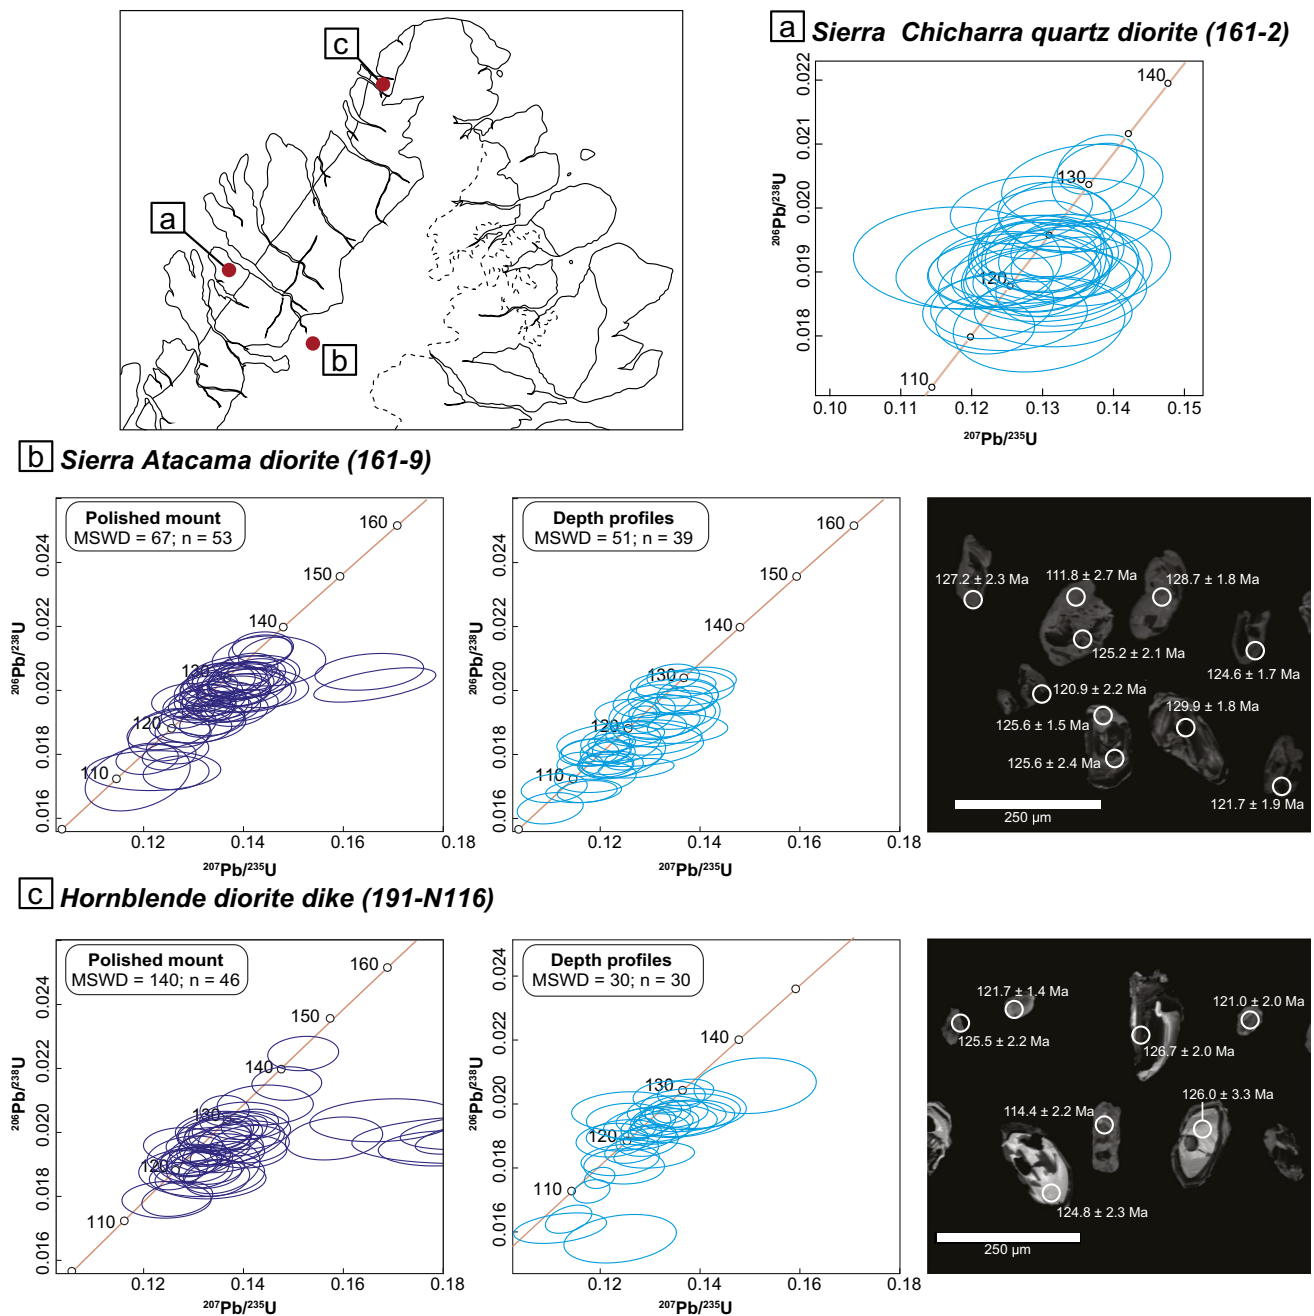 c
a
b
a Sierra Chicharra quartz diorite (161-2)
0.022
0.021
0.020
0.019
0.018
206Pb/238U
140
130
120
110
0.10 0.11 0.12 0.13 0.14 0.15
207Pb/235U
b Sierra Atacama diorite (161-9)
Polished mount
MSWD = 67; n = 53
160
150
140
130
120
110
0.024
0.022
0.020
0.018
0.016
206Pb/238U
0.12 0.14 0.16 0.18
207Pb/235U
Depth profiles
MSWD = 51; n = 39
160
150
140
130
120
110
0.024
0.022
0.020
0.018
0.016
206Pb/238U
0.12 0.14 0.16 0.18
207Pb/235U
127.2 ± 2.3 Ma
111.8 ± 2.7 Ma
128.7 ± 1.8 Ma
125.2 ± 2.1 Ma
124.6 ± 1.7 Ma
120.9 ± 2.2 Ma
129.9 ± 1.8 Ma
125.6 ± 1.5 Ma
125.6 ± 2.4 Ma
121.7 ± 1.9 Ma
250 µm
c Hornblende diorite dike (191-N116)
Polished mount
MSWD = 140; n = 46
160
150
140
130
120
110
0.024
0.022
0.020
0.018
0.016
206Pb/238U
0.12 0.14 0.16 0.18
207Pb/235U
Depth profiles
MSWD = 30; n = 30
140
130
120
110
0.024
0.022
0.020
0.018
0.016
206Pb/238U
0.12 0.14 0.16 0.18
207Pb/235U
121.7 ± 1.4 Ma
121.0 ± 2.0 Ma
125.5 ± 2.2 Ma
126.7 ± 2.0 Ma
126.0 ± 3.3 Ma
114.4 ± 2.2 Ma
124.8 ± 2.3 Ma
250 µm